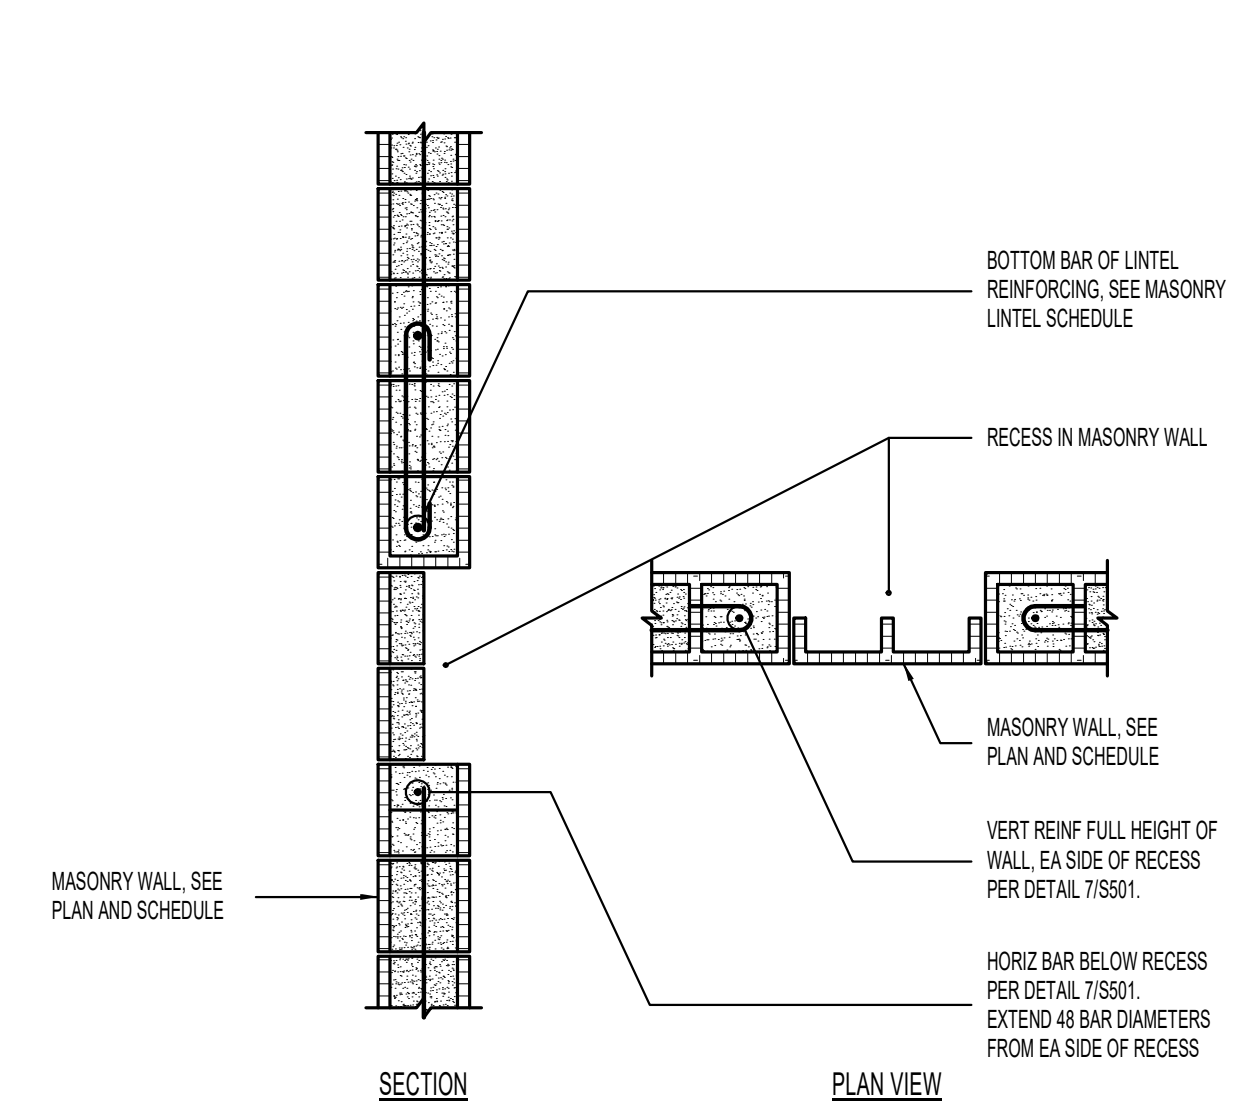 BOTTOM BAR OF LINTEL
REINFORCING, SEE MASONRY
LINTEL SCHEDULE
RECESS IN MASONRY WALL
MASONRY WALL, SEE
PLAN AND SCHEDULE
VERT REINF FULL HEIGHT OF
WALL, EA SIDE OF RECESS
PER DETAIL 7/S501.
MASONRY WALL, SEE
PLAN AND SCHEDULE
HORIZ BAR BELOW RECESS
PER DETAIL 7/S501.
EXTEND 48 BAR DIAMETERS
FROM EA SIDE OF RECESS
SECTION
PLAN VIEW